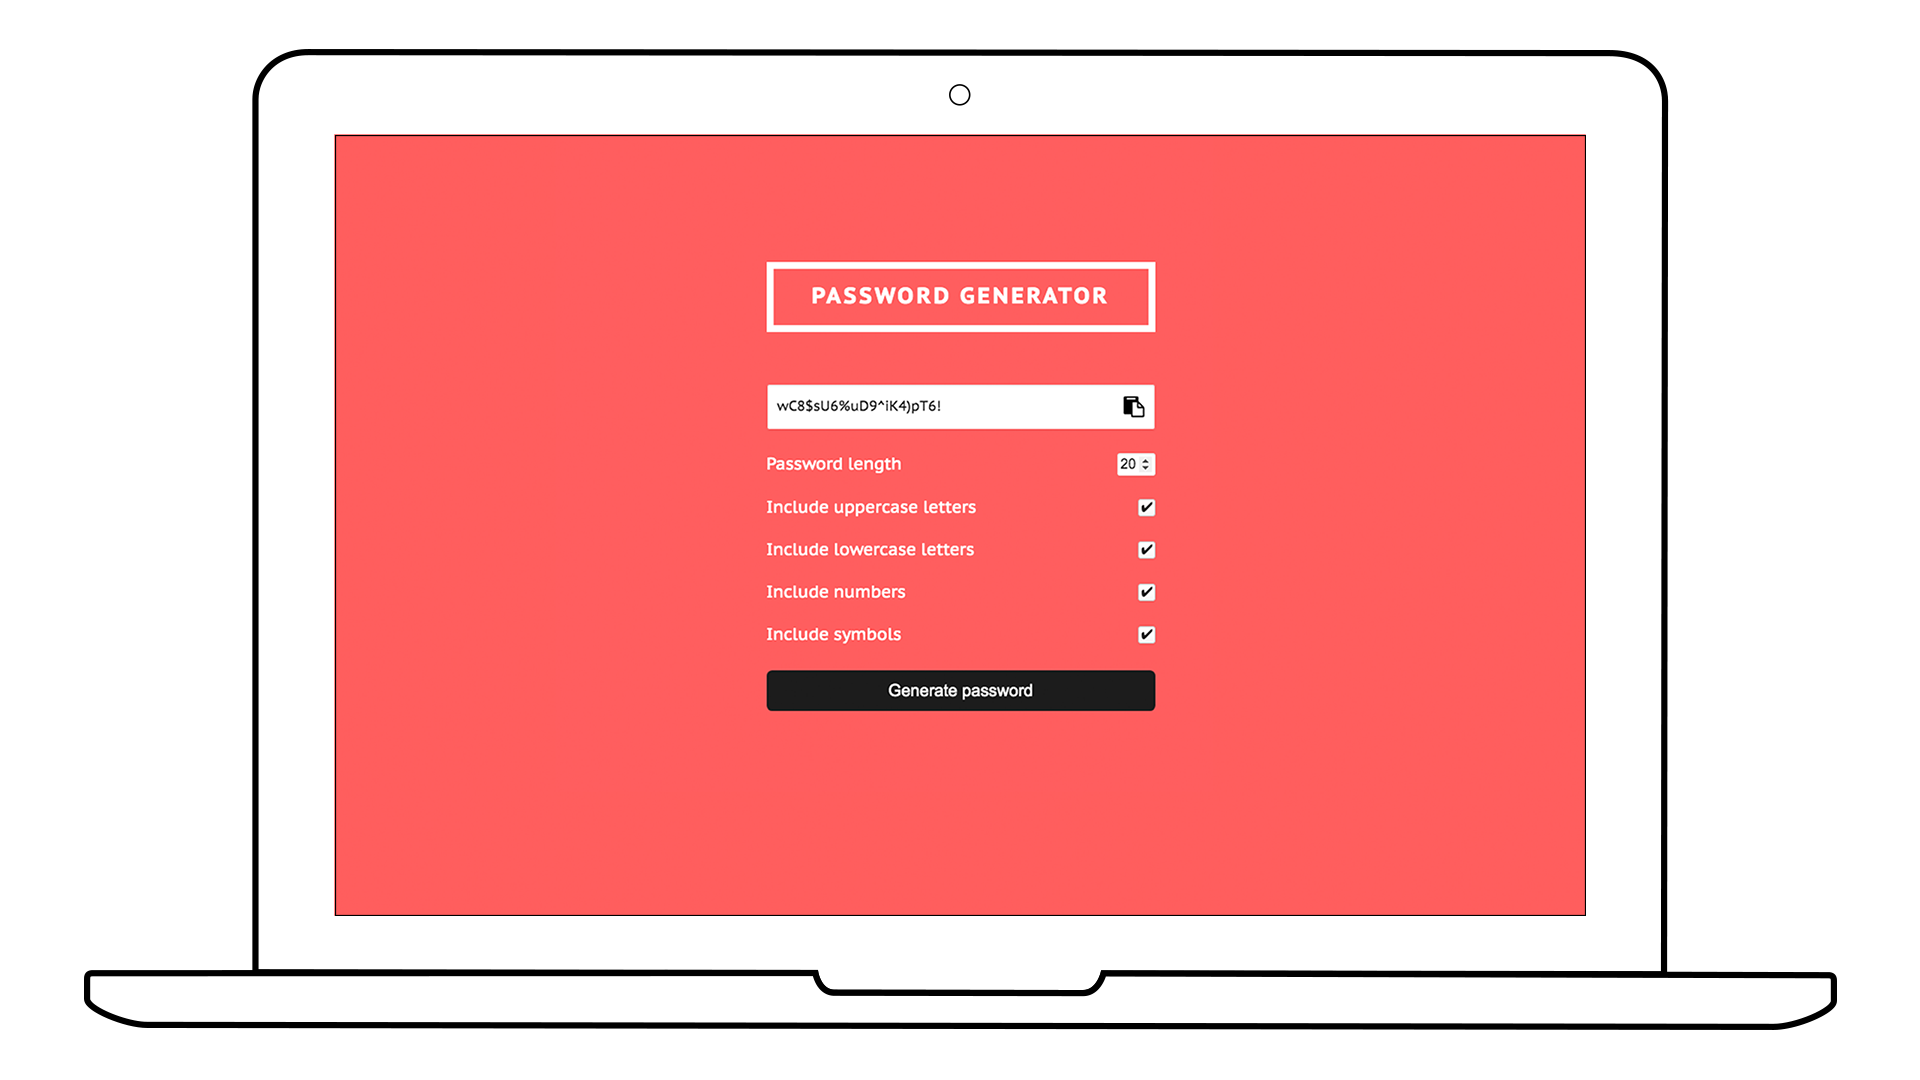 PASSWORD GENERATOR
wC8$sU6%uD9^iK4)pT6!
Password length 20
Include uppercase letters
Include lowercase letters
Include numbers
Include symbols
Generate password